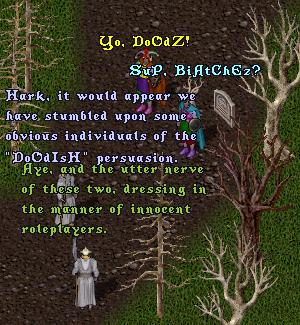 Yo, DoOdZ!
SuP, BiAtChEz?
Hark, it would appear we
have stumbled upon some
obvious individuals of the
"DoOdIsH" persuasion.
Aye, and the utter nerve
of these two, dressing in
the manner of innocent
roleplayers.